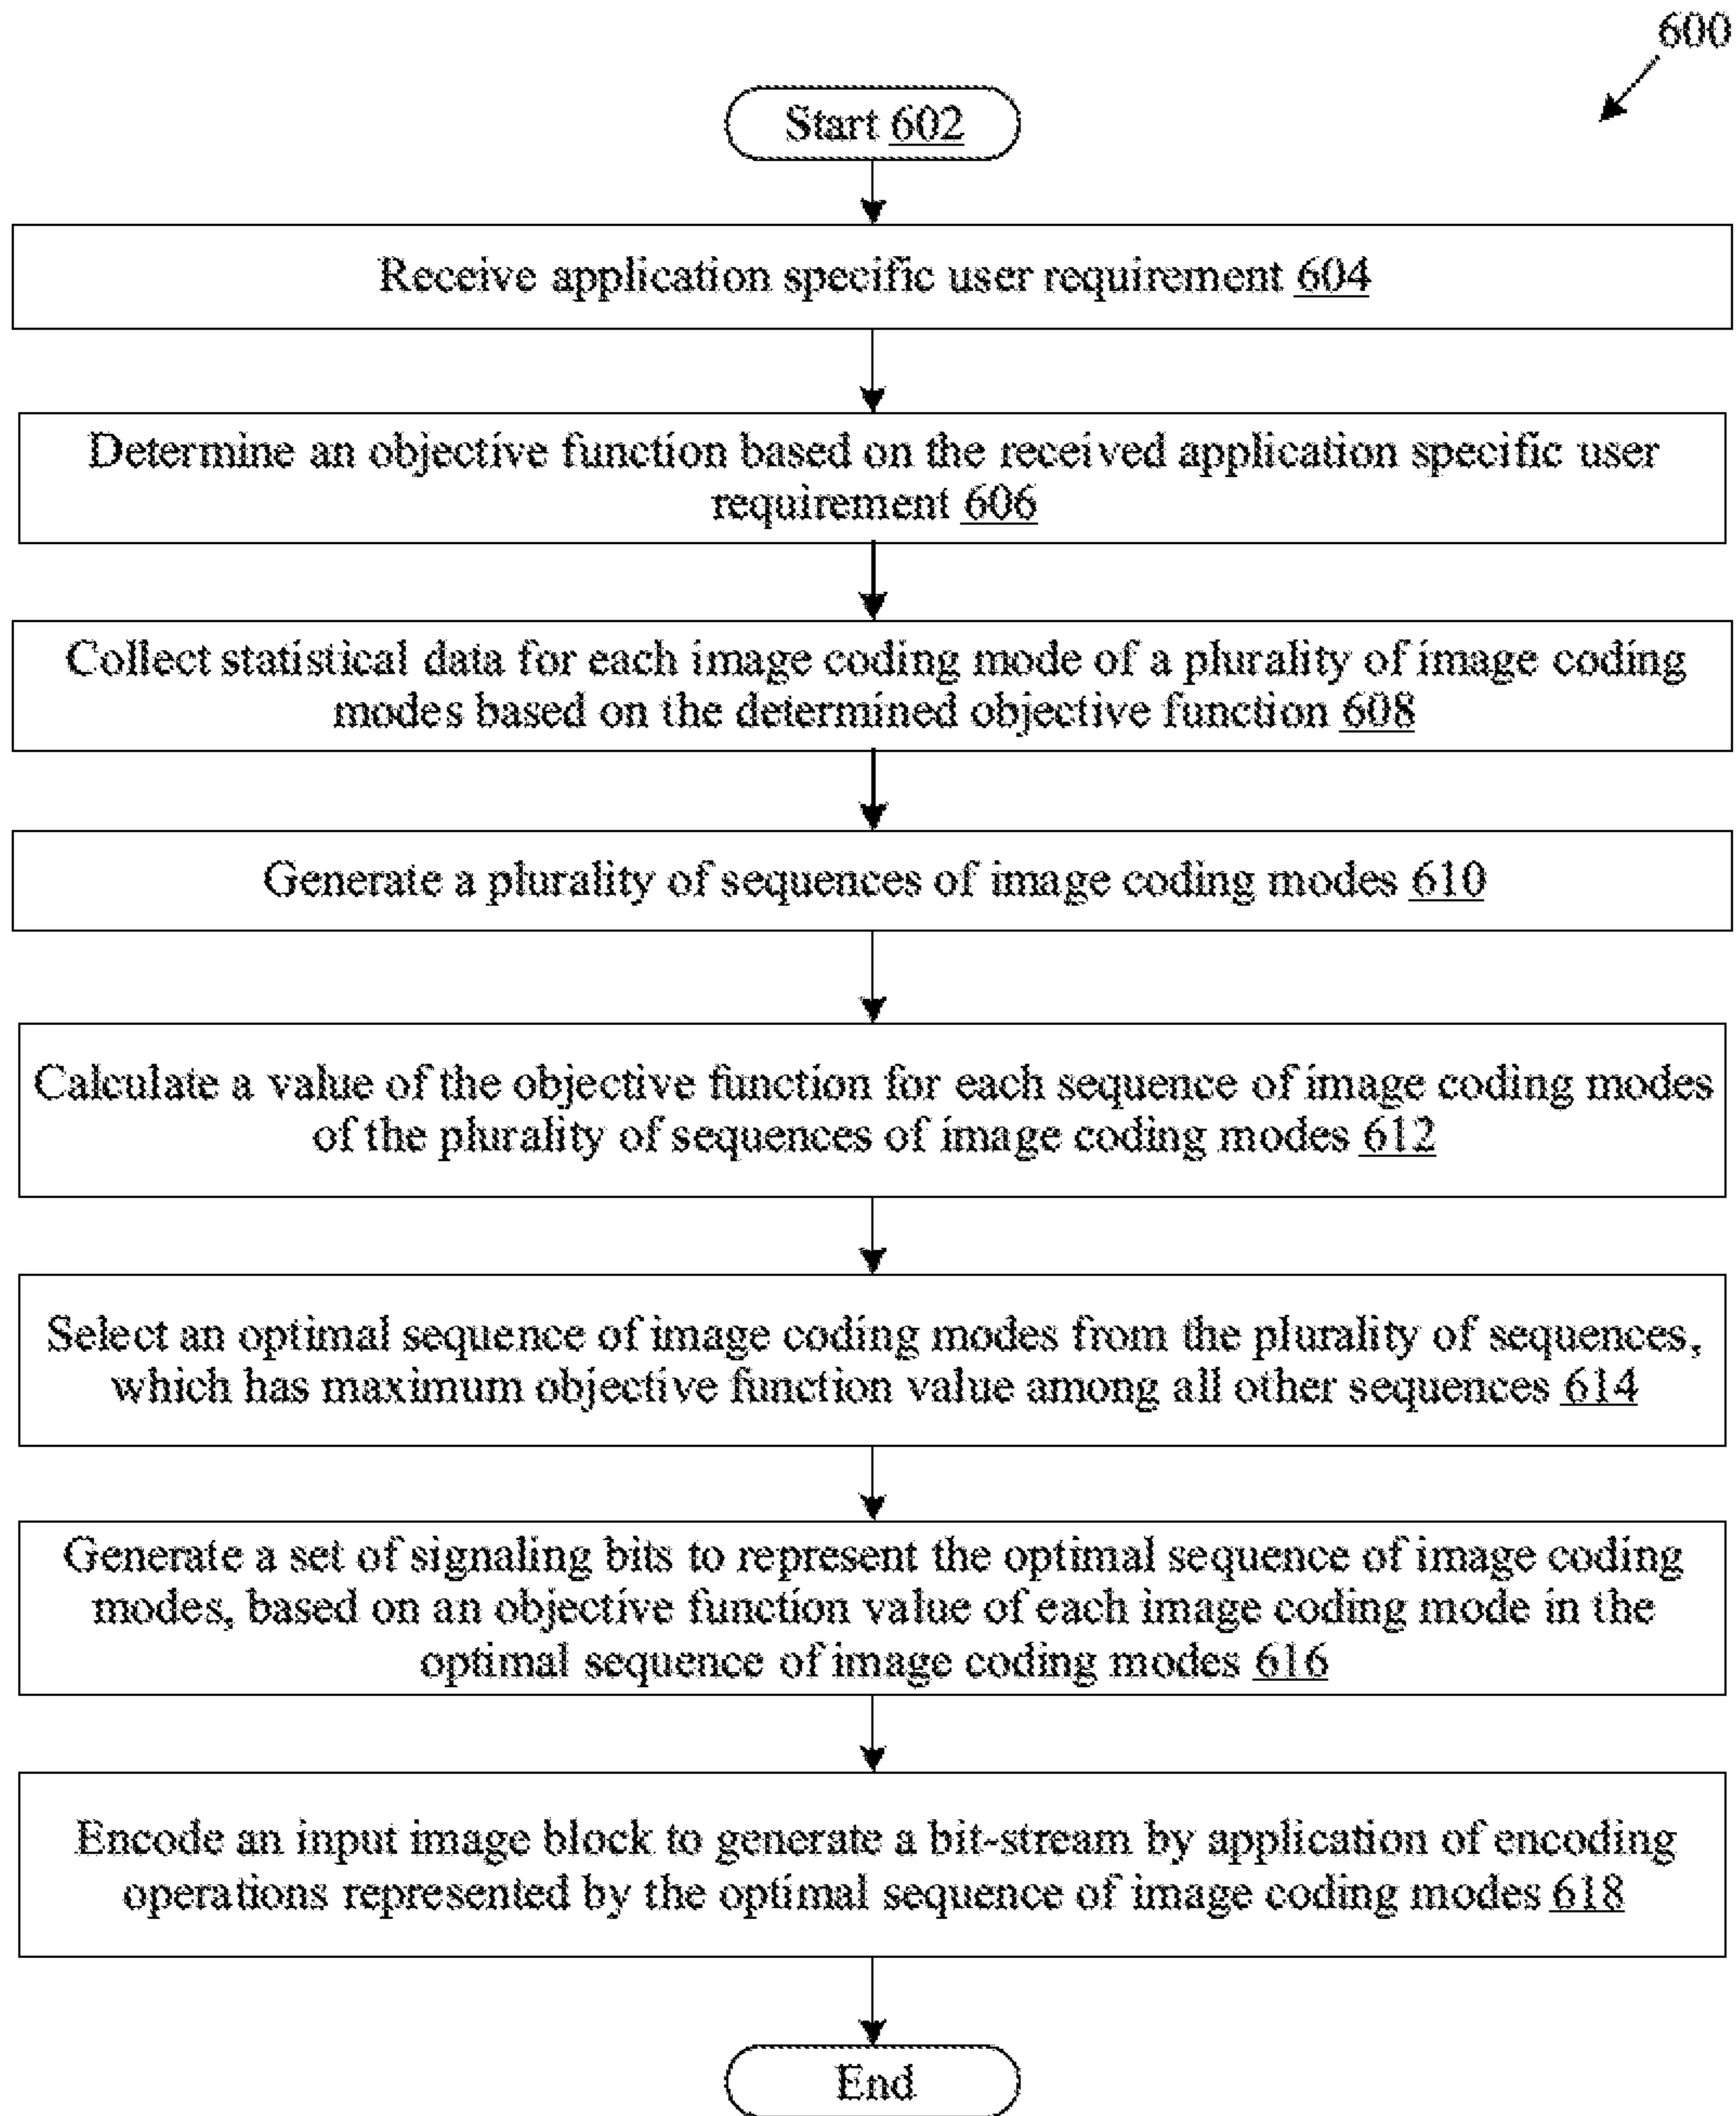 600
Start 602
Receive application specific user requirement 604
Determine an objective function based on the received application specific user
requirement 606
Collect statistical data for each image coding mode of a plurality of image coding
modes based on the determined objective function 608
Generate a plurality of sequences of image coding modes 610
Calculate a value of the objective function for each sequence of image coding modes
of the plurality of sequences of image coding modes 612
Select an optimal sequence of image coding modes from the plurality of sequences,
which has maximum objective function value among all other sequences 614
Generate a set of signaling bits to represent the optimal sequence of image coding
modes, based on an objective function value of each image coding mode in the
optimal sequence of image coding modes 616
Encode an input image block to generate a bit-stream by application of encoding
operations represented by the optimal sequence of image coding modes 618
End